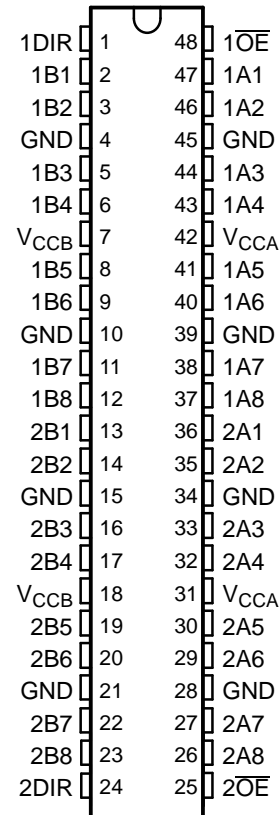 1DIR 1 48 1O̅E̅
1B1 2 47 1A1
1B2 3 46 1A2
GND 4 45 GND
1B3 5 44 1A3
1B4 6 43 1A4
VCCB 7 42 VCCA
1B5 8 41 1A5
1B6 9 40 1A6
GND 10 39 GND
1B7 11 38 1A7
1B8 12 37 1A8
2B1 13 36 2A1
2B2 14 35 2A2
GND 15 34 GND
2B3 16 33 2A3
2B4 17 32 2A4
VCCB 18 31 VCCA
2B5 19 30 2A5
2B6 20 29 2A6
GND 21 28 GND
2B7 22 27 2A7
2B8 23 26 2A8
2DIR 24 25 2O̅E̅